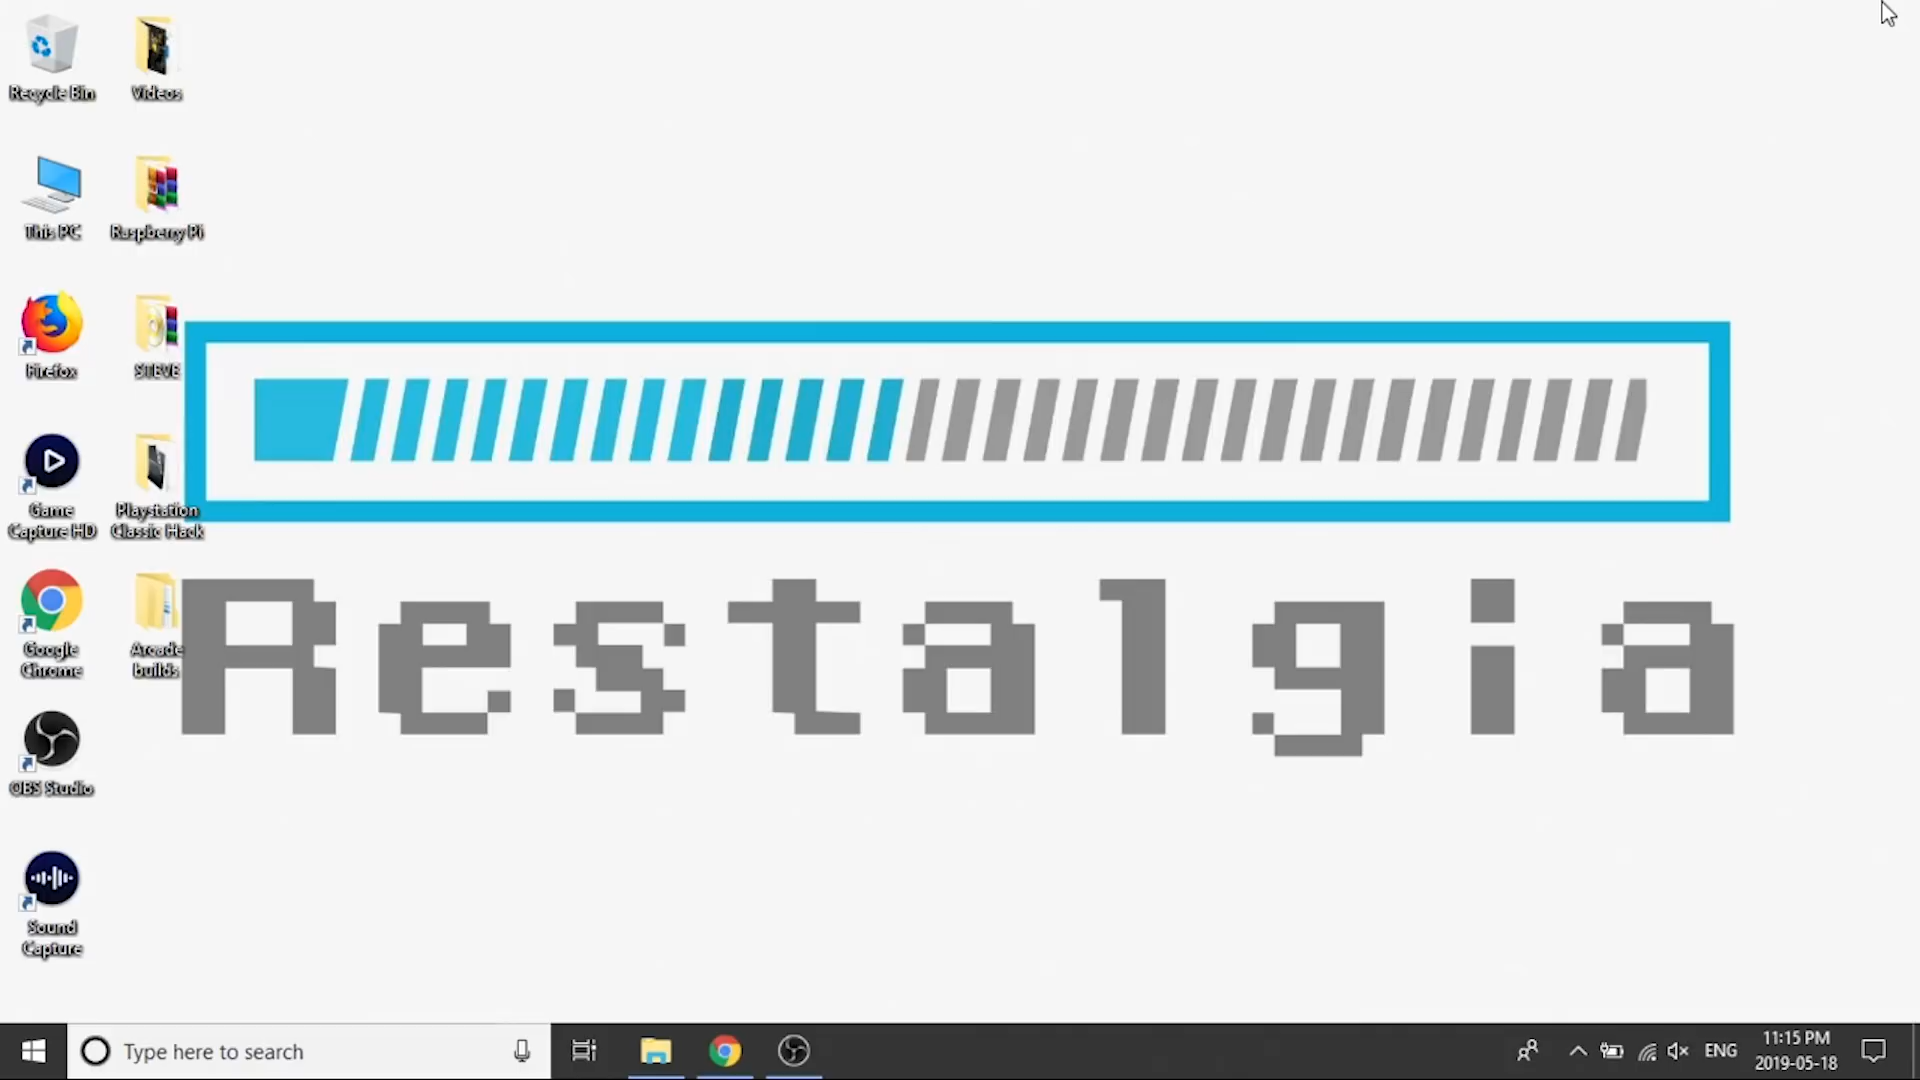 Recycle Bin
Videos
This PC
Raspberry Pi
Firefox
STEVE
Game
Capture HD
Playstation
Classic Hack
Google
Chrome
Arcade
builds
OBS Studio
Sound
Capture
Restalgia
Type here to search
ENG
11:15 PM
2019-05-18